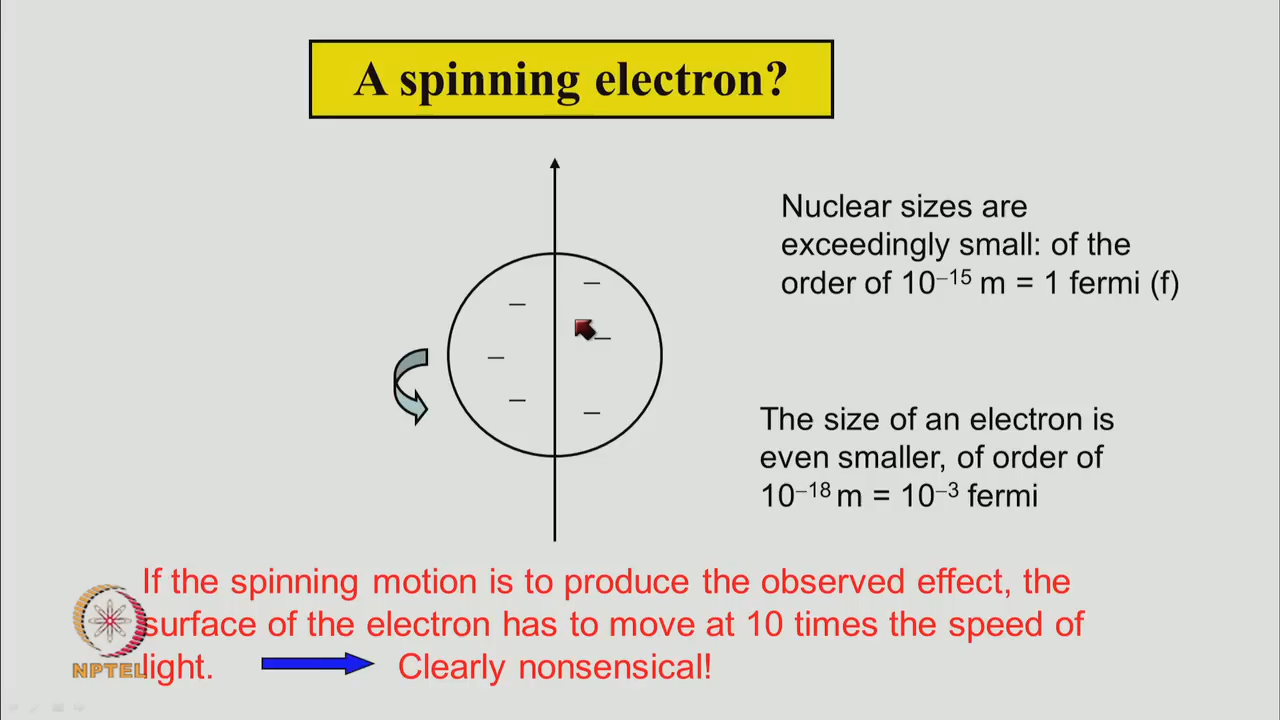 A spinning electron?
Nuclear sizes are
exceedingly small: of the
order of 10⁻¹⁵ m = 1 fermi (f)
The size of an electron is
even smaller, of order of
10⁻¹⁸ m = 10⁻³ fermi
If the spinning motion is to produce the observed effect, the
surface of the electron has to move at 10 times the speed of
light. Clearly nonsensical!
NPTEL